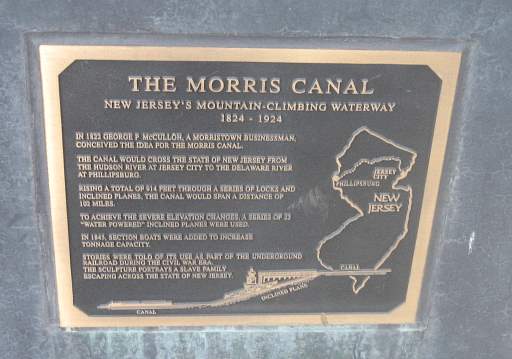 THE MORRIS CANAL
NEW JERSEY'S MOUNTAIN-CLIMBING WATERWAY
1824 - 1924
IN 1822 GEORGE P McCULLOH, A MORRISTOWN BUSINESSMAN,
CONCEIVED THE IDEA FOR THE MORRIS CANAL.
THE CANAL WOULD CROSS THE STATE OF NEW JERSEY FROM
THE HUDSON RIVER AT JERSEY CITY TO THE DELAWARE RIVER
AT PHILLIPSBURG.
RISING A TOTAL OF 914 FEET THROUGH A SERIES OF LOCKS AND
INCLINED PLANES, THE CANAL WOULD SPAN A DISTANCE OF
102 MILES.
TO ACHIEVE THE SEVERE ELEVATION CHANGES, A SERIES OF 23
"WATER POWERED" INCLINED PLANES WERE USED.
IN 1845, SECTION BOATS WERE ADDED TO INCREASE
TONNAGE CAPACITY.
STORIES WERE TOLD OF ITS USE AS PART OF THE UNDERGROUND
RAILROAD DURING THE CIVIL WAR ERA.
THE SCULPTURE PORTRAYS A SLAVE FAMILY
ESCAPING ACROSS THE STATE OF NEW JERSEY.
JERSEY
CITY
PHILLIPSBURG
NEW
JERSEY
CANAL
INCLINED PLANE
CANAL